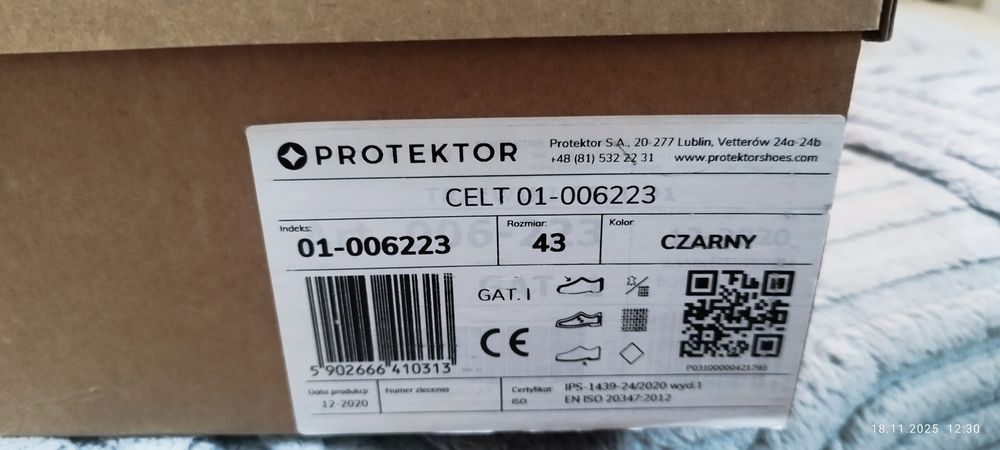 PROTEKTOR
Protektor S.A., 20-277 Lublin, Vetterów 24a-24b
+48 (81) 532 22 31 www.protektorshoes.com
CELT 01-006223
Indeks: Rozmiar: Kolor:
01-006223 43 CZARNY
GAT. I
CE
5 902666 410313
P03100000421793
Data produkcji Numer zlecenia Certyfikat IPS-1439-24/2020 wyd.1
12-2020 ISO: EN ISO 20347:2012
18.11.2025 12:30